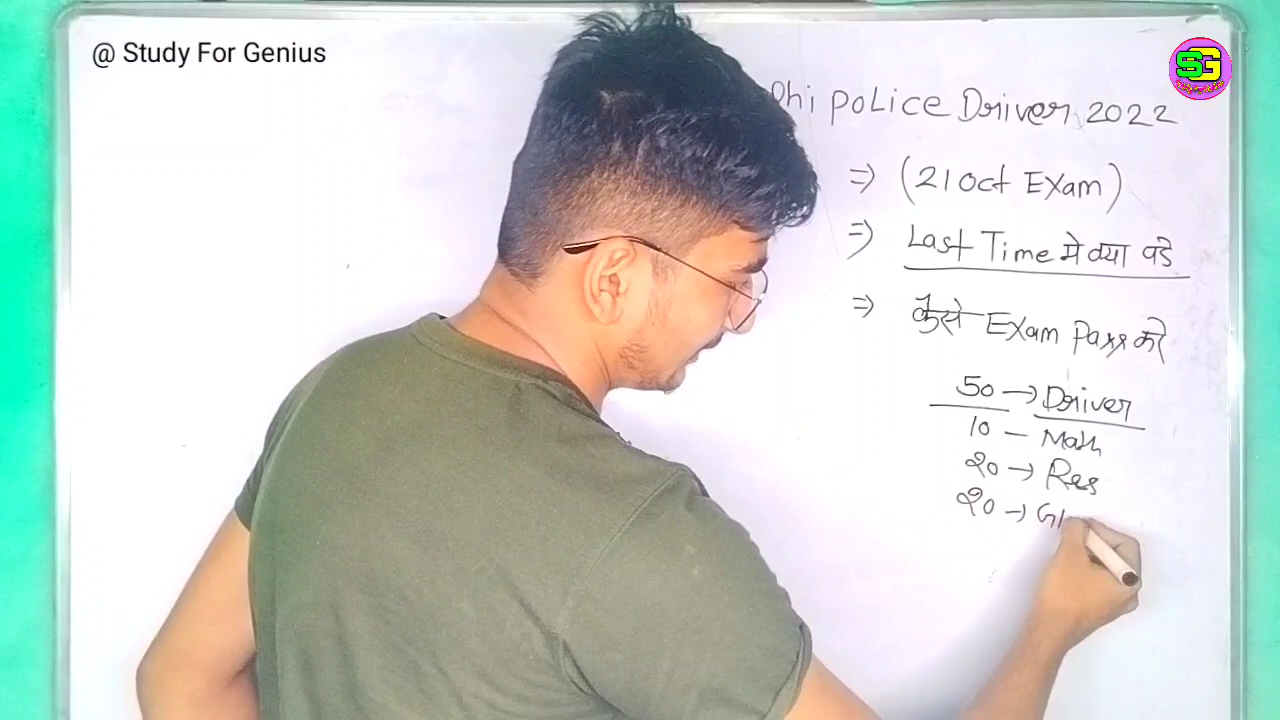 @ Study For Genius
SG
lhi police Driver 2022
=> (21 Oct Exam)
=> Last Time मे क्या पढे
=> कैसे Exam Pass करे
50 → Driver
10 – Math
20 → Res
20 → G